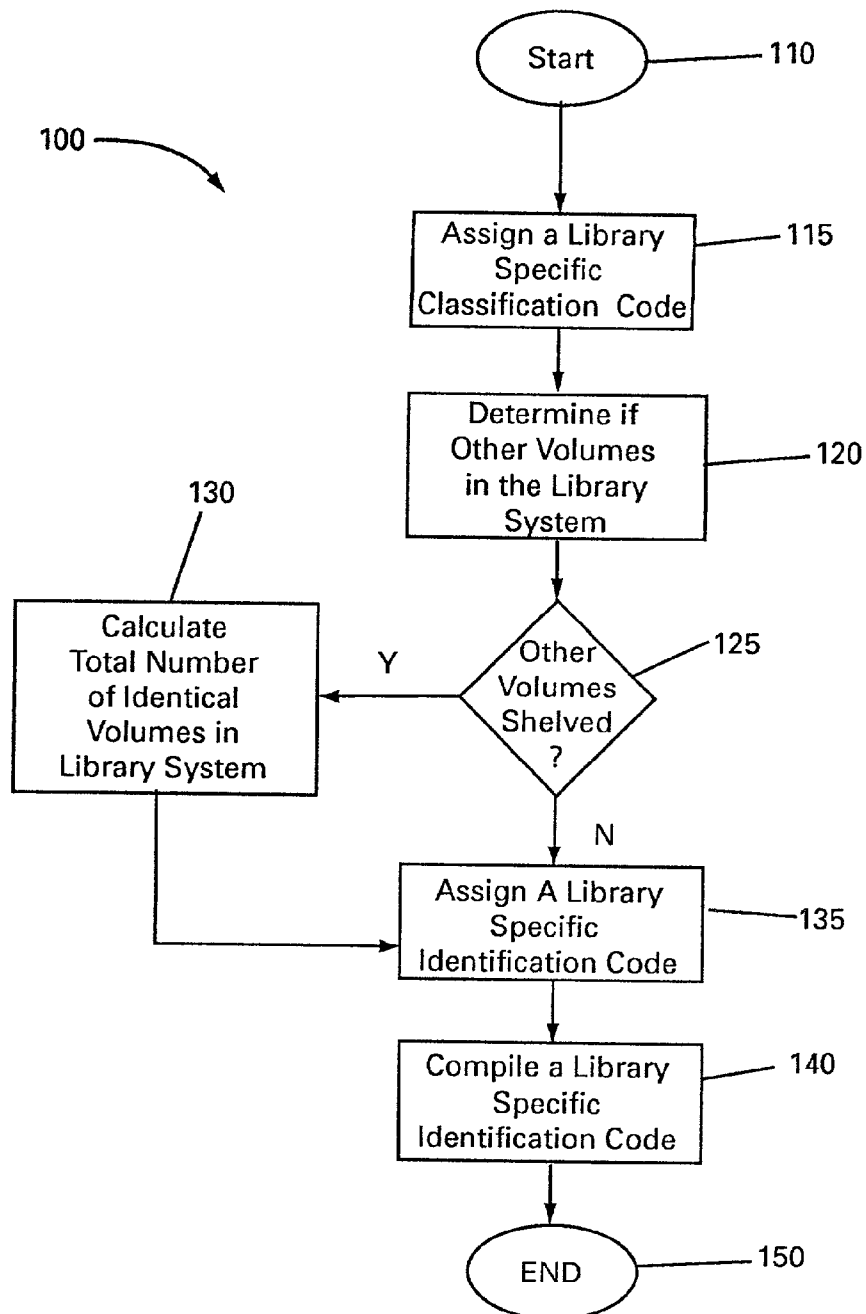 Start
110
100
Assign a Library
Specific
Classification Code
115
Determine if
Other Volumes
in the Library
System
120
130
Calculate
Total Number
of Identical
Volumes in
Library System
Y
Other
Volumes
Shelved
?
125
N
Assign A Library
Specific
Identification Code
135
Compile a Library
Specific
Identification Code
140
END
150